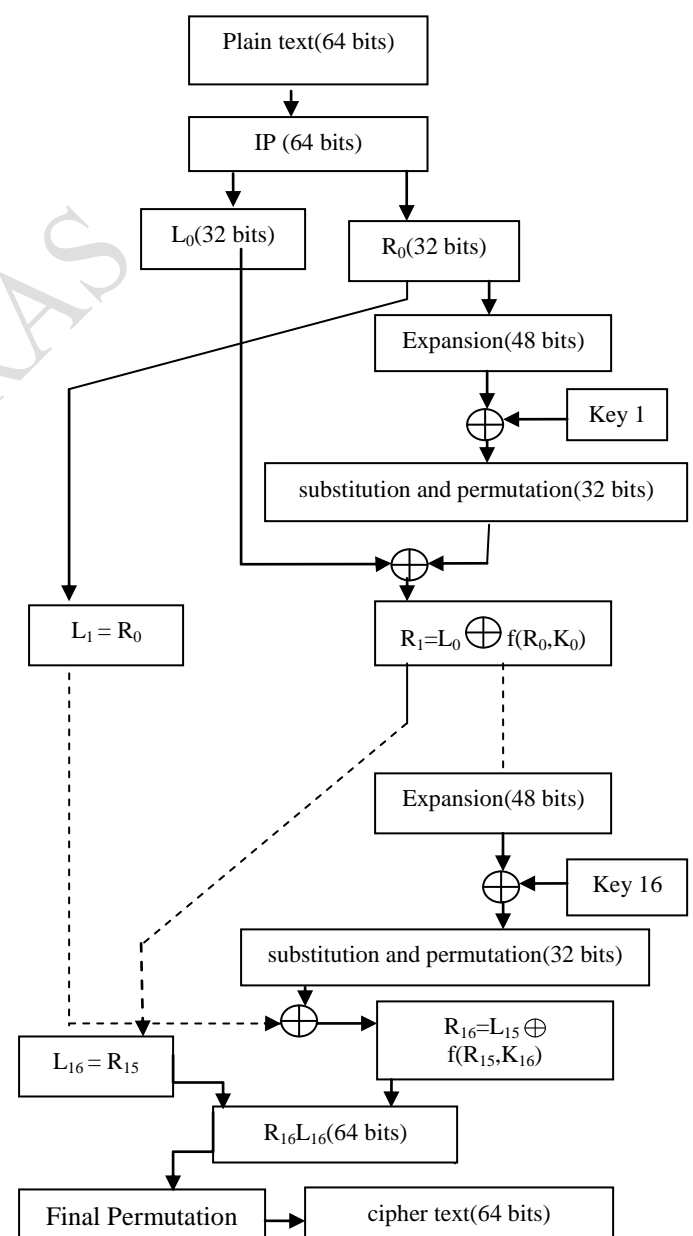 Plain text(64 bits)
IP (64 bits)
L₀(32 bits)
R₀(32 bits)
Expansion(48 bits)
Key 1
substitution and permutation(32 bits)
L₁ = R₀
R₁=L₀ ⊕ f(R₀,K₀)
Expansion(48 bits)
Key 16
substitution and permutation(32 bits)
R₁₆=L₁₅ ⊕
f(R₁₅,K₁₆)
L₁₆ = R₁₅
R₁₆L₁₆(64 bits)
Final Permutation
cipher text(64 bits)